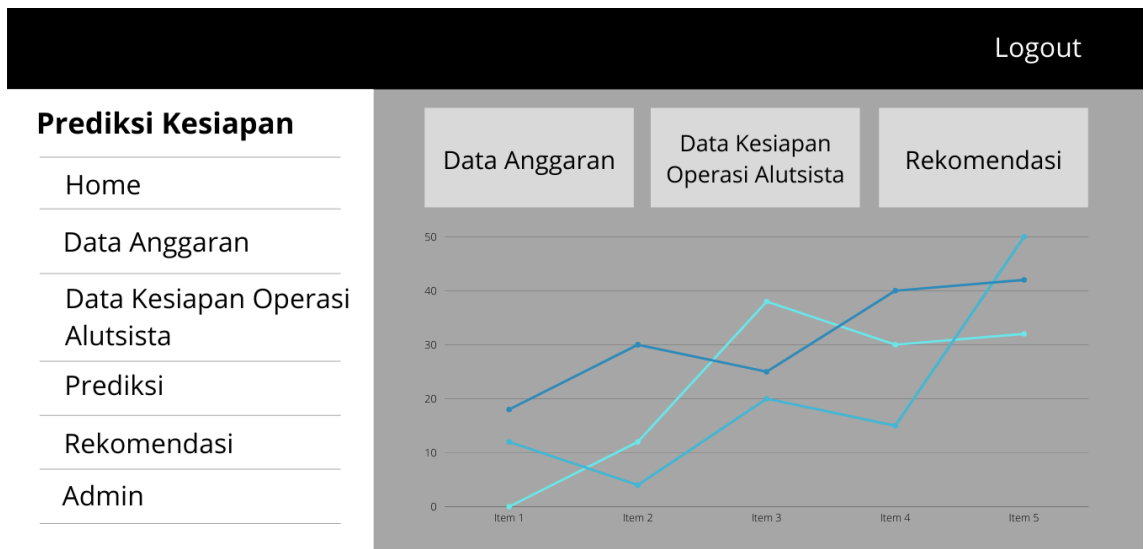 Logout
Prediksi Kesiapan
Home
Data Anggaran
Data Kesiapan Operasi
Alutsista
Prediksi
Rekomendasi
Admin
Data Anggaran
Data Kesiapan
Operasi Alutsista
Rekomendasi
50
40
30
20
10
0
Item 1 Item 2 Item 3 Item 4 Item 5